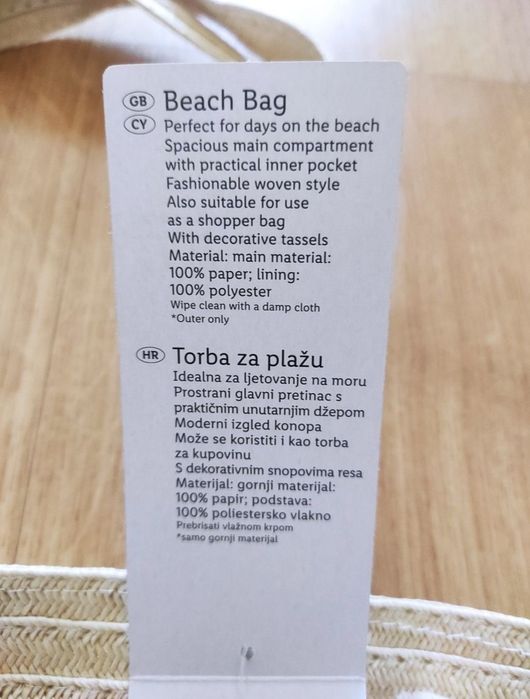 GB Beach Bag
CY Perfect for days on the beach
Spacious main compartment
with practical inner pocket
Fashionable woven style
Also suitable for use
as a shopper bag
With decorative tassels
Material: main material:
100% paper; lining:
100% polyester
Wipe clean with a damp cloth
*Outer only
HR Torba za plažu
Idealna za ljetovanje na moru
Prostrani glavni pretinac s
praktičnim unutarnjim džepom
Moderni izgled konopa
Može se koristiti i kao torba
za kupovinu
S dekorativnim snopovima resa
Materijal: gornji materijal:
100% papir; podstava:
100% poliestersko vlakno
Prebrisati vlažnom krpom
*samo gornji materijal